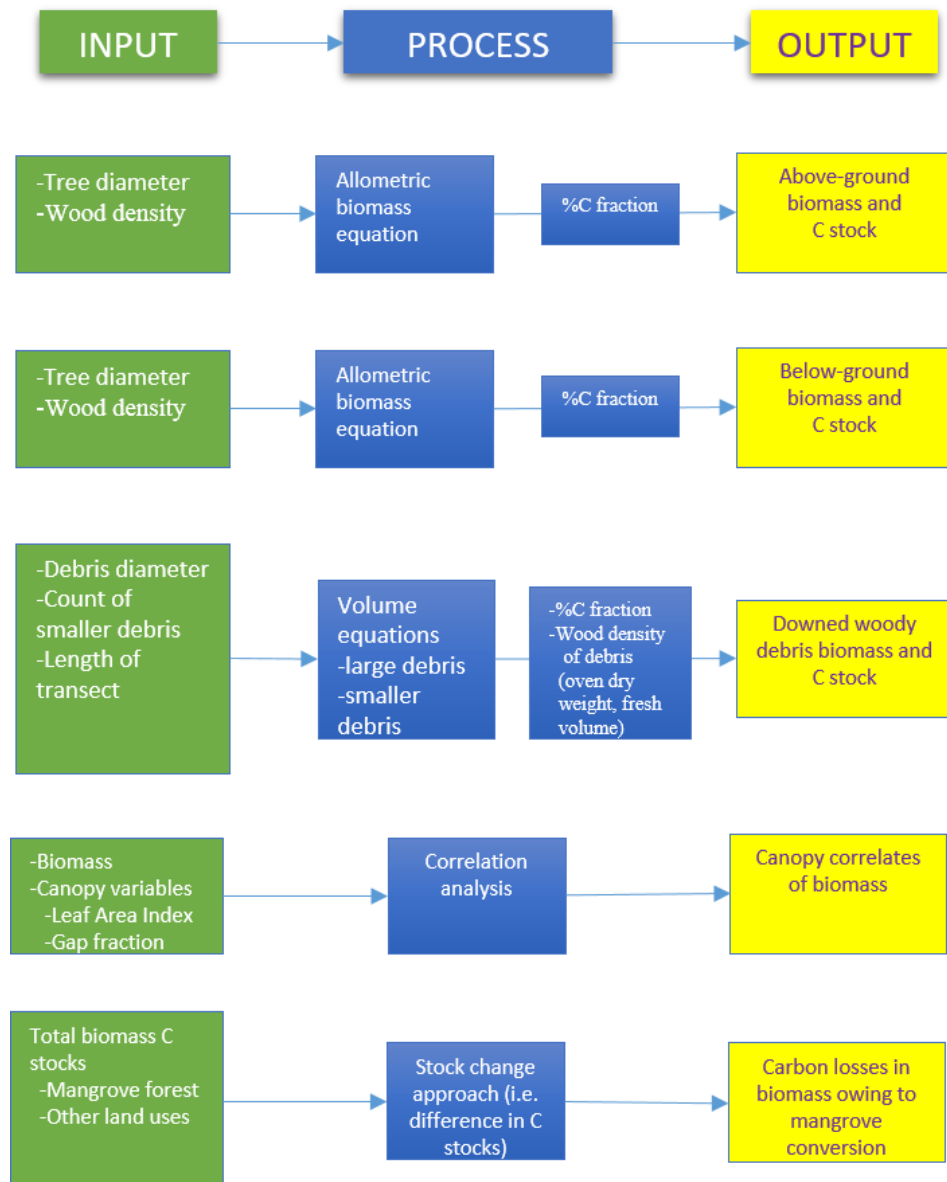 INPUT
PROCESS
OUTPUT
-Tree diameter
-Wood density
Allometric
biomass
equation
%C fraction
Above-ground
biomass and
C stock
-Tree diameter
-Wood density
Allometric
biomass
equation
%C fraction
Below-ground
biomass and
C stock
-Debris diameter
-Count of
smaller debris
-Length of
transect
Volume
equations
-large debris
-smaller
debris
-%C fraction
-Wood density
of debris
(oven dry
weight, fresh
volume)
Downed woody
debris biomass and
C stock
-Biomass
-Canopy variables
-Leaf Area Index
-Gap fraction
Correlation
analysis
Canopy correlates
of biomass
Total biomass C
stocks
-Mangrove forest
-Other land uses
Stock change
approach (i.e.
difference in C
stocks)
Carbon losses in
biomass owing to
mangrove
conversion